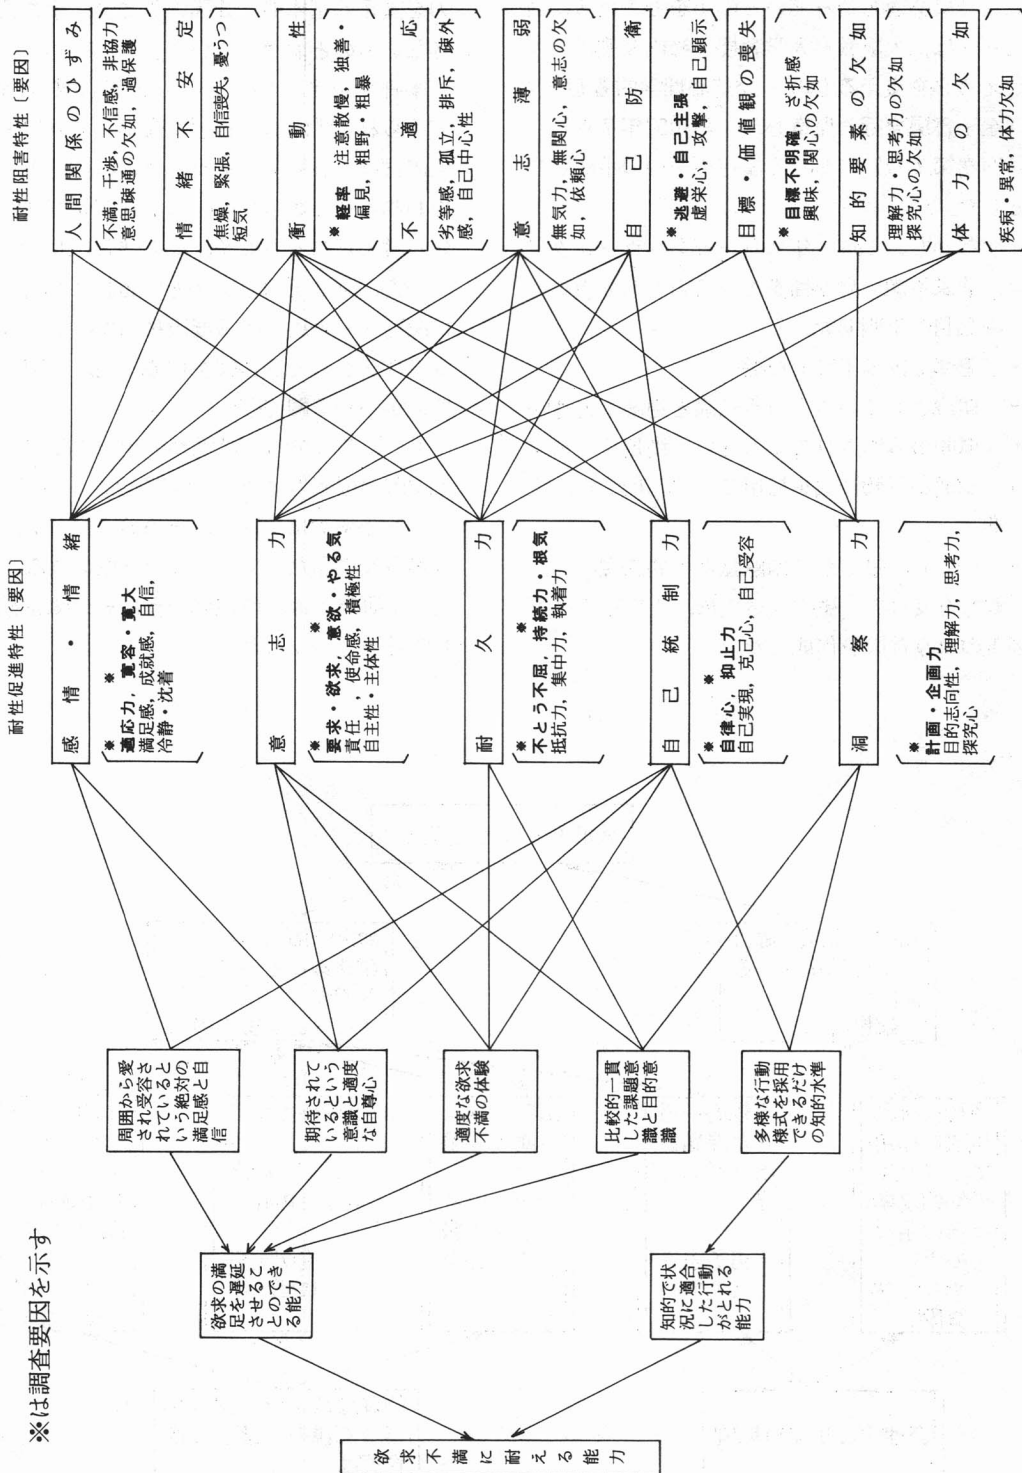 ※は調査要因を示す
欲求不満に耐える能力
欲求の満
足を遅延
させるこ
とのでき
る能力
知的で状
況に適合
した行動
がとれる
能力
周囲から愛
され受容さ
れていると
いう絶対の
満足感と自
信
期待されて
いるという
意識と適度
な自尊心
適度な欲求
不満の体験
比較的一貫
した課題意
識と目的意
識
多様な行動
様式を採用
できるだけ
の知的水準
耐性促進特性〔要因〕
感情・情緒
※ ※
適応力,寛容・寛大
満足感,成就感,自信,
冷静・沈着
意志力
※ ※
要求・欲求,意欲・やる気
責任 ,使命感,積極性
自主性・主体性
耐久力
※ ※
不とう不屈,持続力・根気
抵抗力,集中力,執着力
自己統制力
※ ※
自律心,抑止力
自己実現,克己心,自己受容
洞察力
※
計画・企画力
目的志向性,理解力,思考力,
探究心
耐性阻害特性〔要因〕
人間関係のひずみ
不満,干渉,不信感,非協力
意思疎通の欠如,過保護
情緒不安定
焦燥,緊張,自信喪失,憂うつ
短気
衝動性
※軽率 注意散慢,独善・
偏見,粗野・粗暴
不適応
劣等感,孤立,排斥,疎外
感,自己中心性
意志薄弱
無気力,無関心,意志の欠
如,依頼心
自己防衛
※逃避・自己主張
虚栄心,攻撃,自己顕示
目標・価値観の喪失
※目標不明確,ざ折感
興味、関心の欠如
知的要素の欠如
理解力・思考力の欠如
探究心の欠如
体力の欠如
疾病・異常,体力欠如